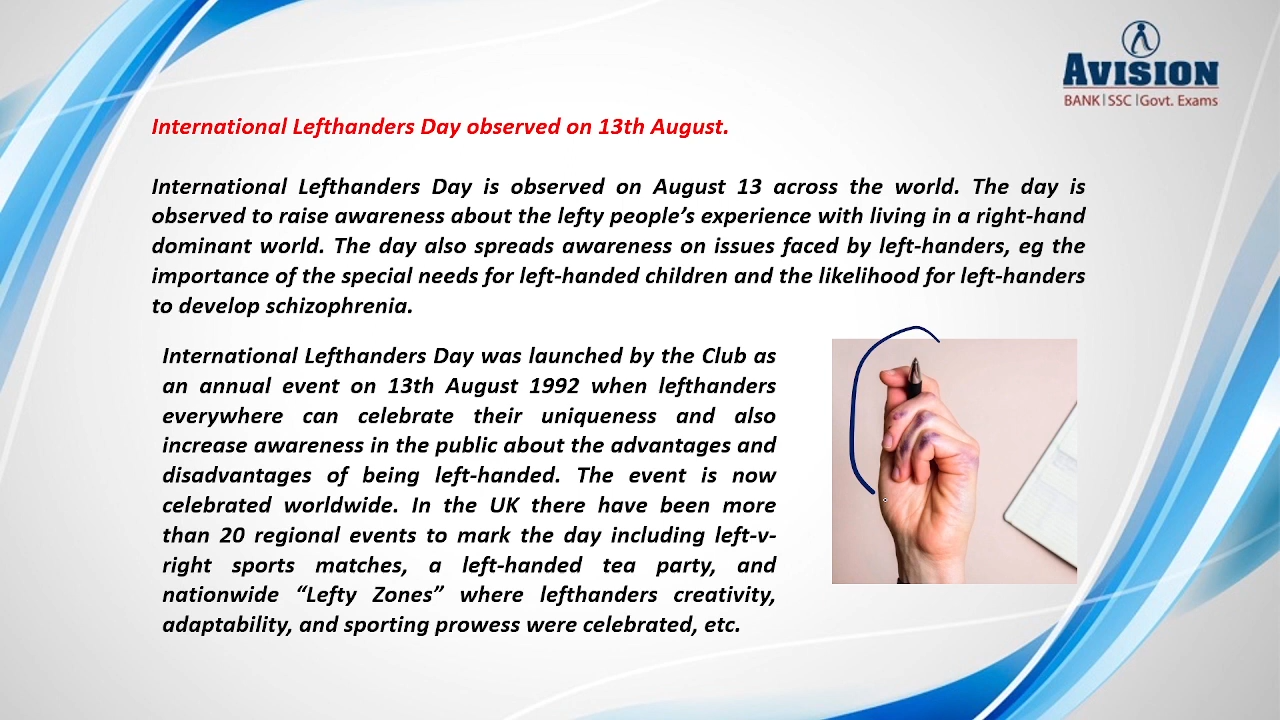 AVISION
BANK|SSC|Govt. Exams
International Lefthanders Day observed on 13th August.
International Lefthanders Day is observed on August 13 across the world. The day is
observed to raise awareness about the lefty people’s experience with living in a right-hand
dominant world. The day also spreads awareness on issues faced by left-handers, eg the
importance of the special needs for left-handed children and the likelihood for left-handers
to develop schizophrenia.
International Lefthanders Day was launched by the Club as
an annual event on 13th August 1992 when lefthanders
everywhere can celebrate their uniqueness and also
increase awareness in the public about the advantages and
disadvantages of being left-handed. The event is now
celebrated worldwide. In the UK there have been more
than 20 regional events to mark the day including left-v-
right sports matches, a left-handed tea party, and
nationwide “Lefty Zones” where lefthanders creativity,
adaptability, and sporting prowess were celebrated, etc.